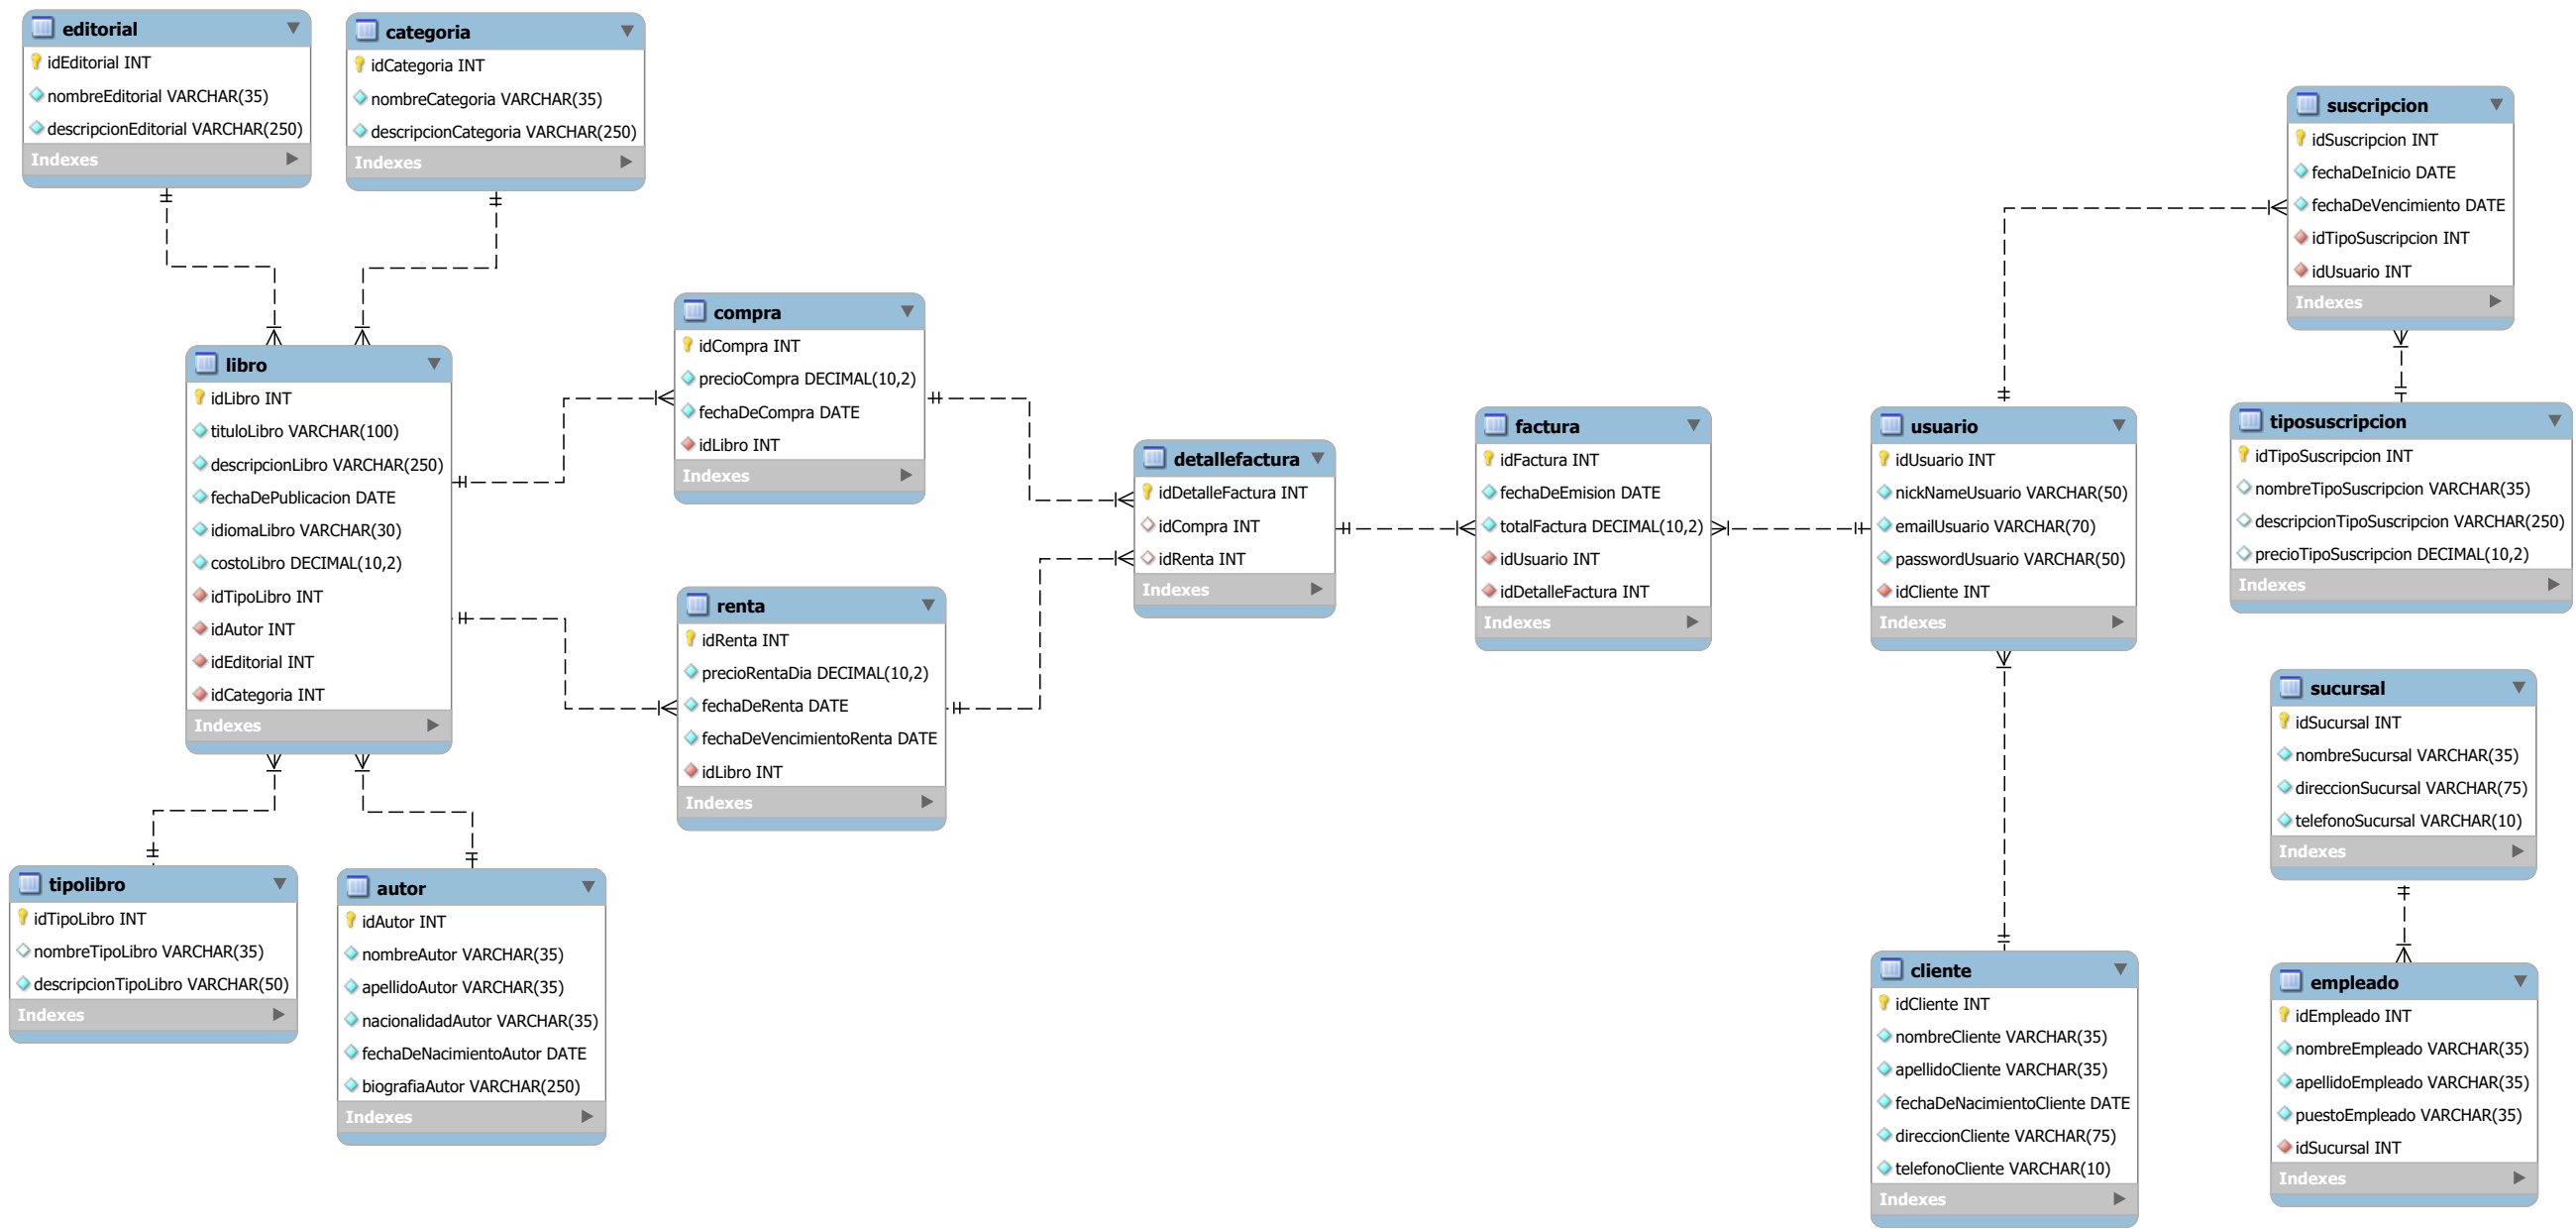 editorial
idEditorial INT
nombreEditorial VARCHAR(35)
descripcionEditorial VARCHAR(250)
Indexes
categoria
idCategoria INT
nombreCategoria VARCHAR(35)
descripcionCategoria VARCHAR(250)
Indexes
libro
idLibro INT
tituloLibro VARCHAR(100)
descripcionLibro VARCHAR(250)
fechaDePublicacion DATE
idiomaLibro VARCHAR(30)
costoLibro DECIMAL(10,2)
idTipoLibro INT
idAutor INT
idEditorial INT
idCategoria INT
Indexes
tipolibro
idTipoLibro INT
nombreTipoLibro VARCHAR(35)
descripcionTipoLibro VARCHAR(50)
Indexes
autor
idAutor INT
nombreAutor VARCHAR(35)
apellidoAutor VARCHAR(35)
nacionalidadAutor VARCHAR(35)
fechaDeNacimientoAutor DATE
biografiaAutor VARCHAR(250)
Indexes
compra
idCompra INT
precioCompra DECIMAL(10,2)
fechaDeCompra DATE
idLibro INT
Indexes
renta
idRenta INT
precioRentaDia DECIMAL(10,2)
fechaDeRenta DATE
fechaDeVencimientoRenta DATE
idLibro INT
Indexes
detallefactura
idDetalleFactura INT
idCompra INT
idRenta INT
Indexes
factura
idFactura INT
fechaDeEmision DATE
totalFactura DECIMAL(10,2)
idUsuario INT
idDetalleFactura INT
Indexes
usuario
idUsuario INT
nickNameUsuario VARCHAR(50)
emailUsuario VARCHAR(70)
passwordUsuario VARCHAR(50)
idCliente INT
Indexes
cliente
idCliente INT
nombreCliente VARCHAR(35)
apellidoCliente VARCHAR(35)
fechaDeNacimientoCliente DATE
direccionCliente VARCHAR(75)
telefonoCliente VARCHAR(10)
Indexes
suscripcion
idSuscripcion INT
fechaDeInicio DATE
fechaDeVencimiento DATE
idTipoSuscripcion INT
idUsuario INT
Indexes
tiposuscripcion
idTipoSuscripcion INT
nombreTipoSuscripcion VARCHAR(35)
descripcionTipoSuscripcion VARCHAR(250)
precioTipoSuscripcion DECIMAL(10,2)
Indexes
sucursal
idSucursal INT
nombreSucursal VARCHAR(35)
direccionSucursal VARCHAR(75)
telefonoSucursal VARCHAR(10)
Indexes
empleado
idEmpleado INT
nombreEmpleado VARCHAR(35)
apellidoEmpleado VARCHAR(35)
puestoEmpleado VARCHAR(35)
idSucursal INT
Indexes